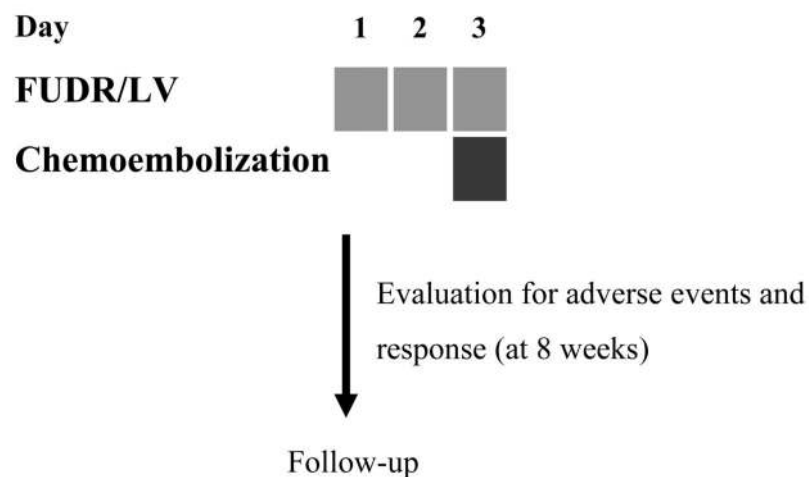 Day 1 2 3
FUDR/LV
Chemoembolization
Evaluation for adverse events and
response (at 8 weeks)
Follow-up